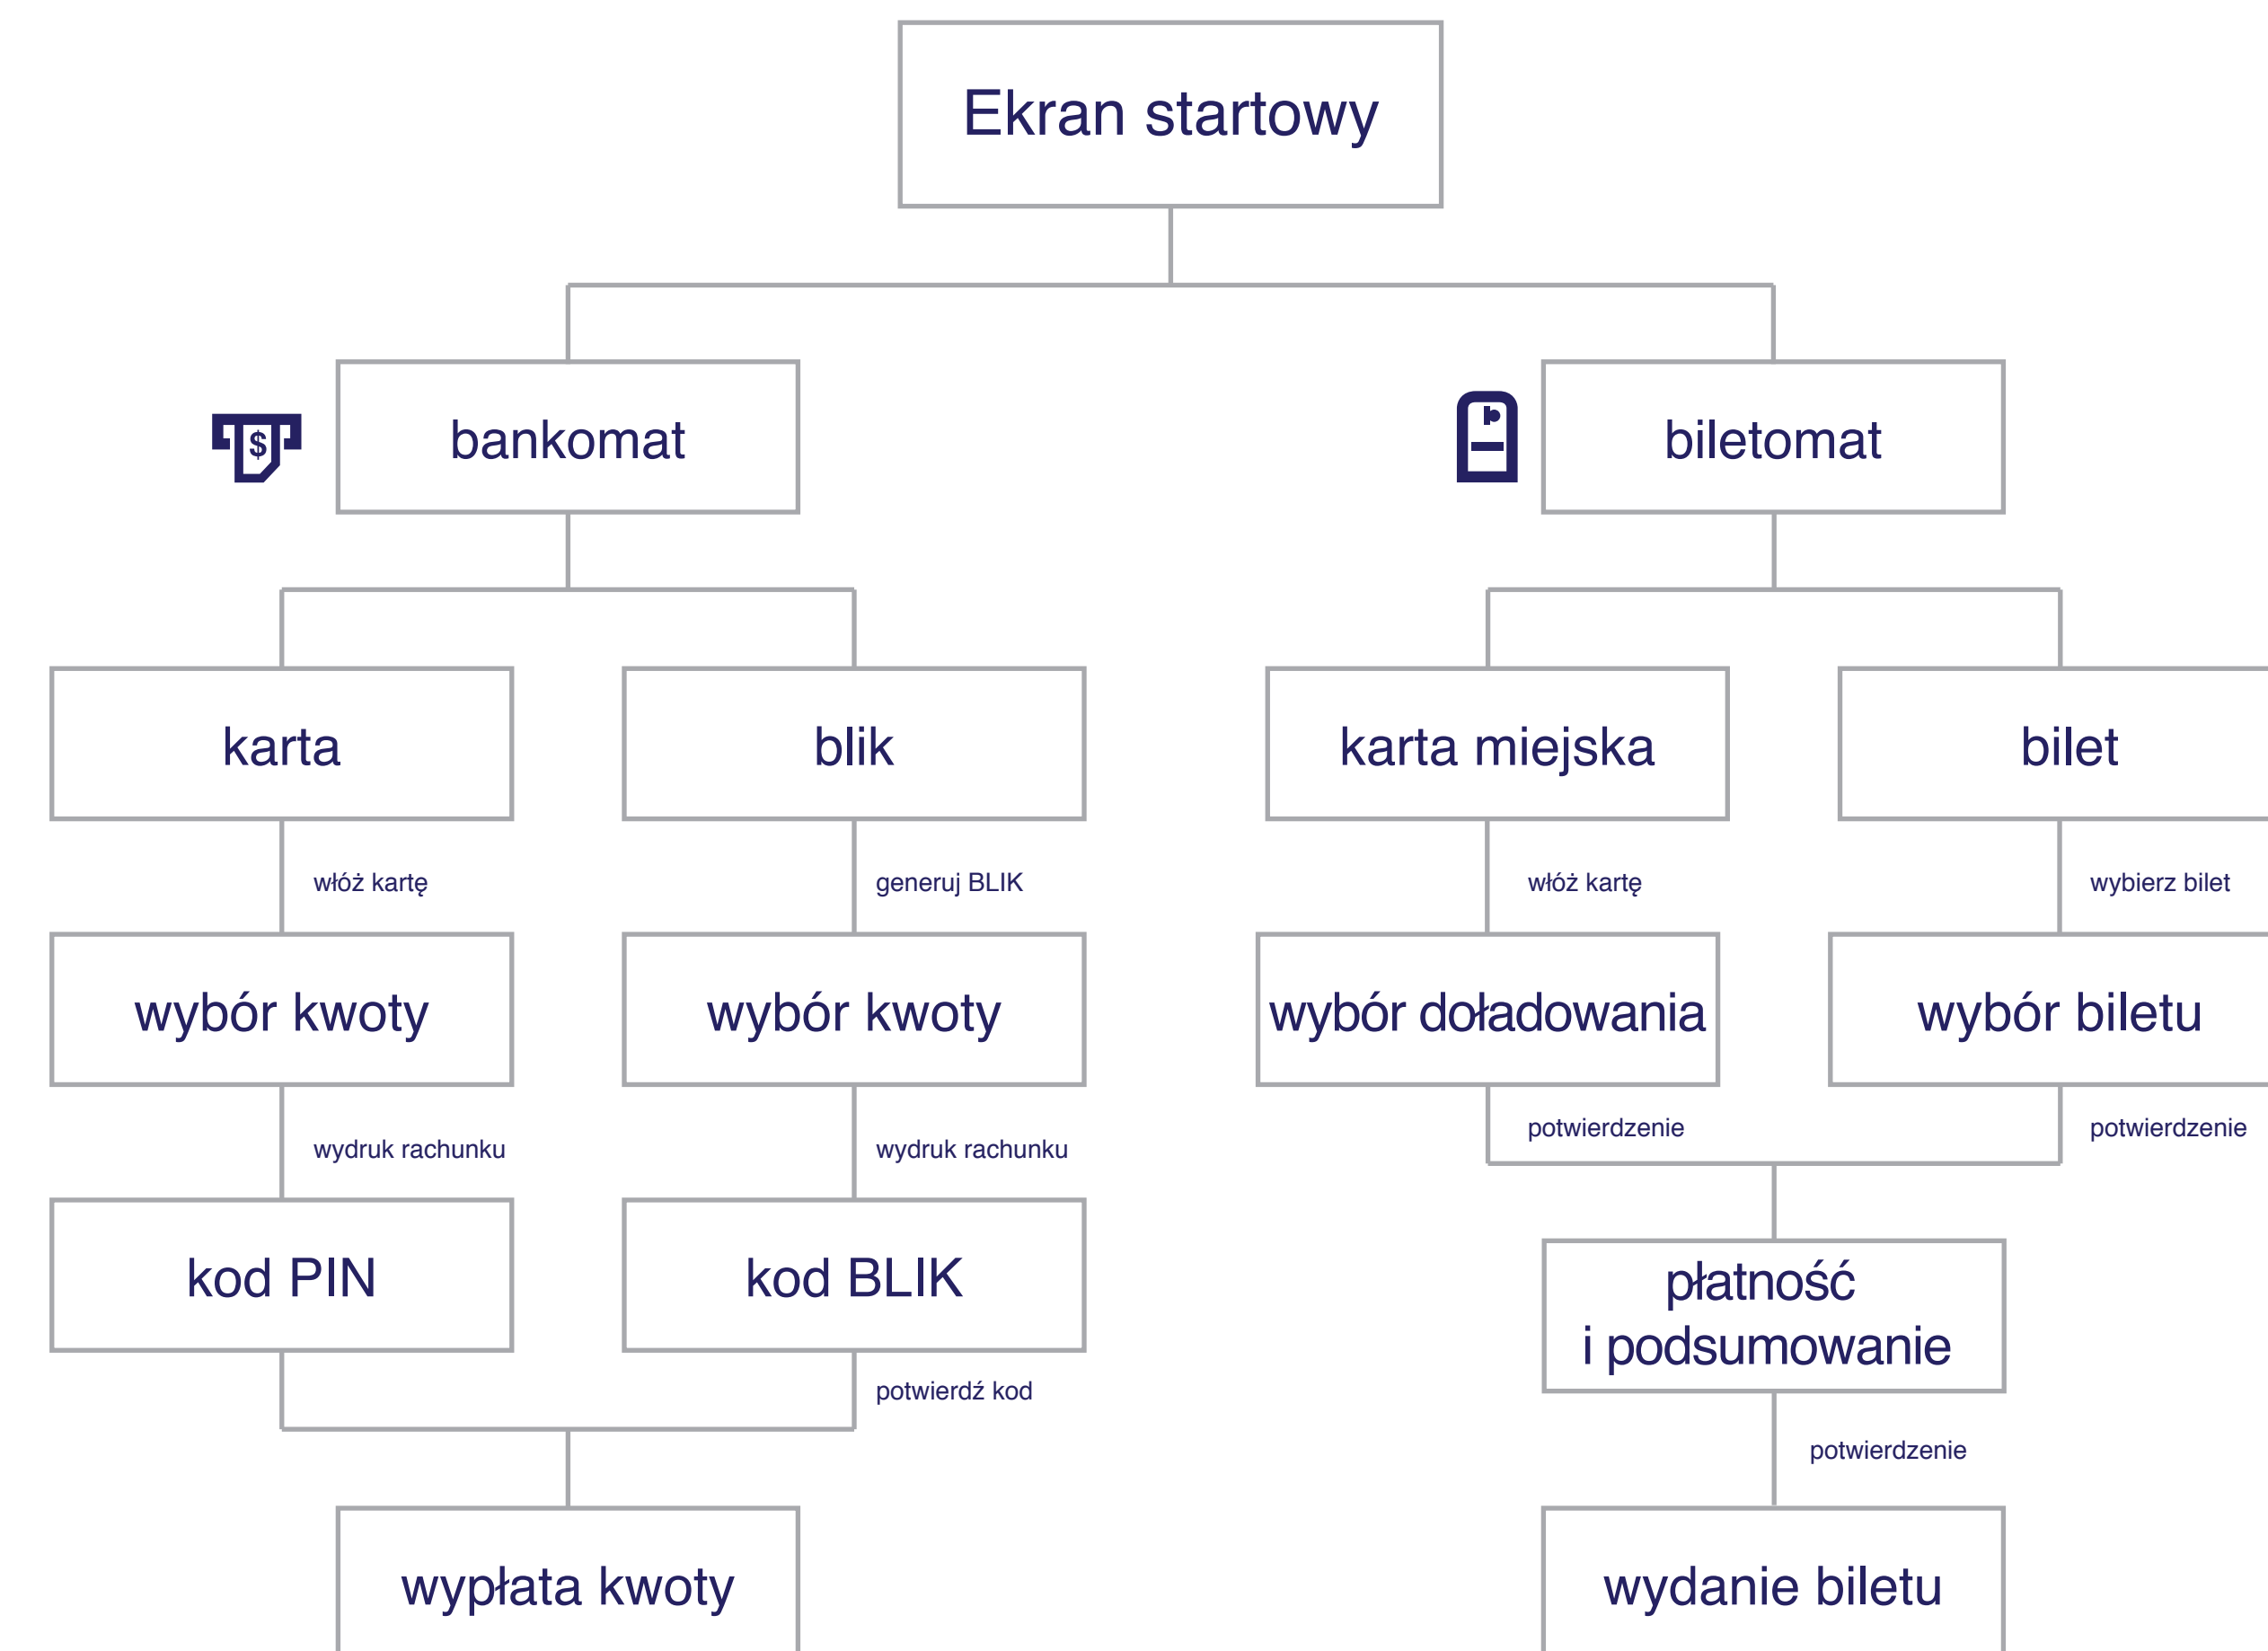 Ekran startowy
bankomat
biletomat
karta
blik
karta miejska
bilet
włóż kartę
generuj BLIK
włóż kartę
wybierz bilet
wybór kwoty
wybór kwoty
wybór doładowania
wybór biletu
wydruk rachunku
wydruk rachunku
potwierdzenie
potwierdzenie
kod PIN
kod BLIK
płatność
i podsumowanie
potwierdź kod
potwierdzenie
wypłata kwoty
wydanie biletu